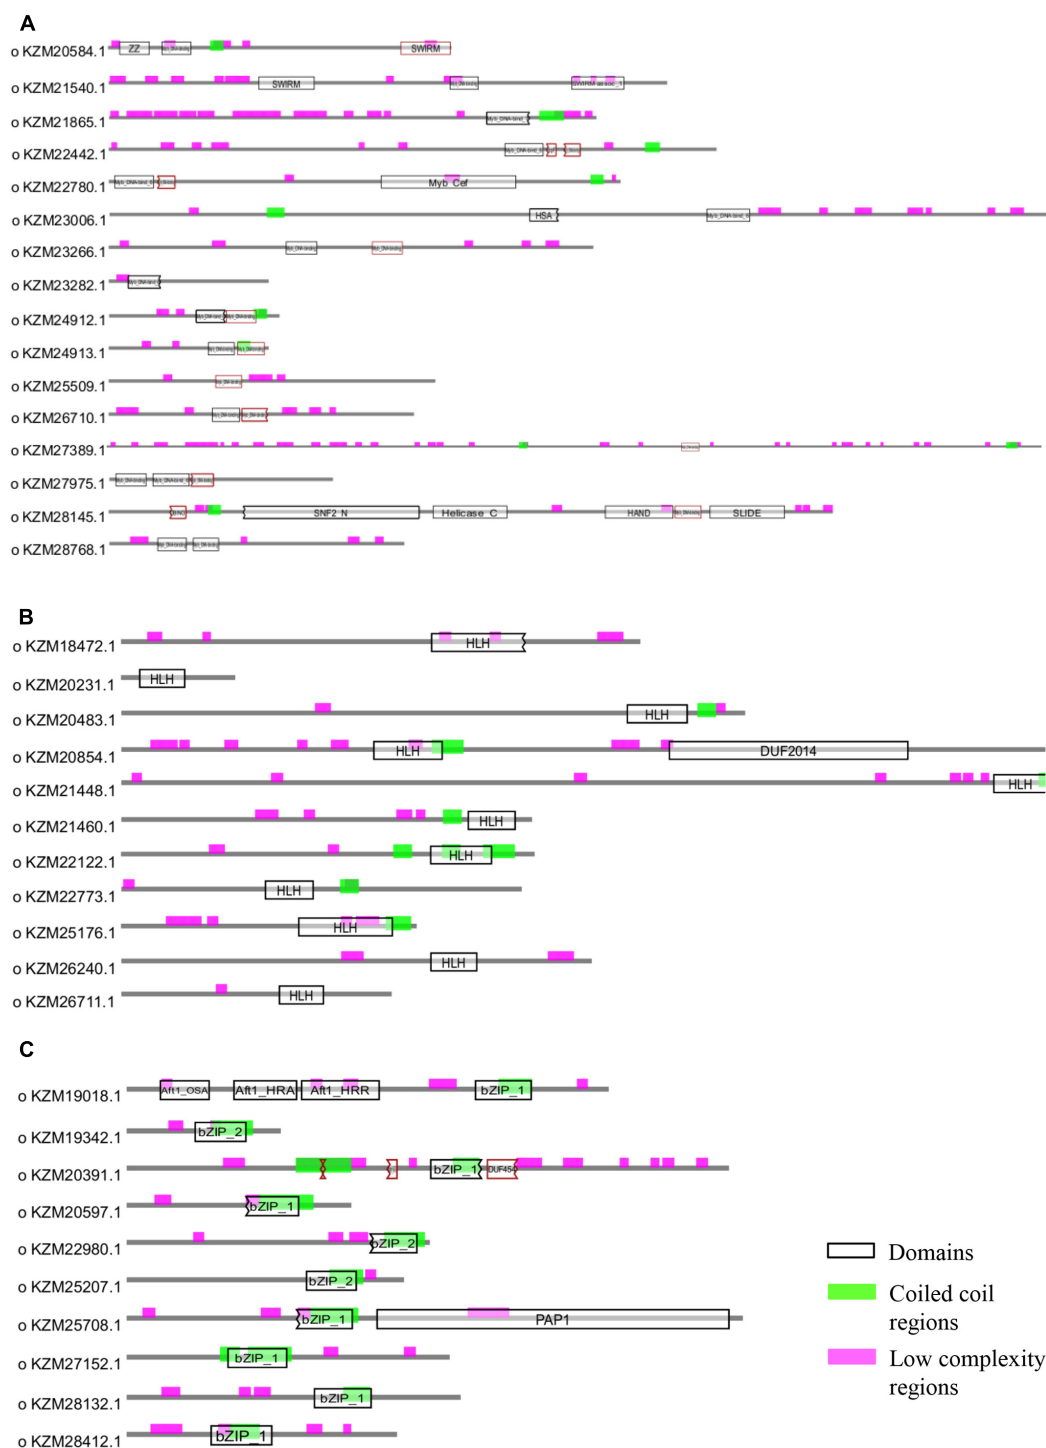 A
o KZM20584.1 ZZ SWIRM
o KZM21540.1 SWIRM
o KZM21865.1
o KZM22442.1
o KZM22780.1 Myb_Cef
o KZM23006.1 HSA Myb_DNA-bind_6
o KZM23266.1
o KZM23282.1
o KZM24912.1
o KZM24913.1
o KZM25509.1
o KZM26710.1
o KZM27389.1
o KZM27975.1
o KZM28145.1 SNF2_N Helicase_C HAND SLIDE
o KZM28768.1
B
o KZM18472.1 HLH
o KZM20231.1 HLH
o KZM20483.1 HLH
o KZM20854.1 HLH DUF2014
o KZM21448.1 HLH
o KZM21460.1 HLH
o KZM22122.1 HLH
o KZM22773.1 HLH
o KZM25176.1 HLH
o KZM26240.1 HLH
o KZM26711.1 HLH
C
o KZM19018.1 Aft1_OSA Aft1_HRA Aft1_HRR bZIP_1
o KZM19342.1 bZIP_2
o KZM20391.1 bZIP_1
o KZM20597.1 bZIP_1
o KZM22980.1 bZIP_2
o KZM25207.1 bZIP_2
o KZM25708.1 bZIP_1 PAP1
o KZM27152.1 bZIP_1
o KZM28132.1 bZIP_1
o KZM28412.1 bZIP_1
Domains
Coiled coil
regions
Low complexity
regions